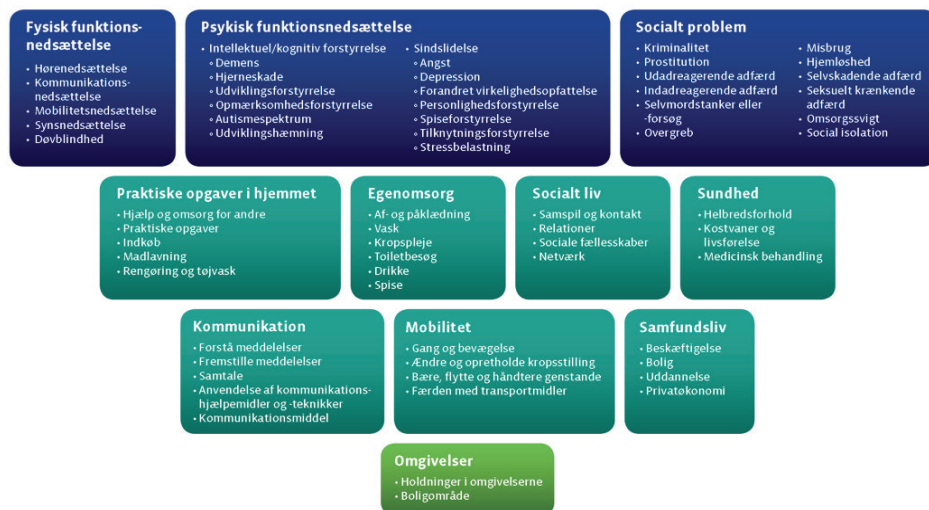 Fysisk funktions-
nedsættelse
• Hørenedsættelse
• Kommunikations-
nedsættelse
• Mobilitetsnedsættelse
• Synsnedsættelse
• Døvblindhed
Psykisk funktionsnedsættelse
• Intellektuel/kognitiv forstyrrelse
◦ Demens
◦ Hjerneskade
◦ Udviklingsforstyrrelse
◦ Opmærksomhedsforstyrrelse
◦ Autismespektrum
◦ Udviklingshæmning
• Sindslidelse
◦ Angst
◦ Depression
◦ Forandret virkelighedsopfattelse
◦ Personlighedsforstyrrelse
◦ Spiseforstyrrelse
◦ Tilknytningsforstyrrelse
◦ Stressbelastning
Socialt problem
• Kriminalitet
• Prostitution
• Udadreagerende adfærd
• Indadreagerende adfærd
• Selvmordstanker eller
-forsøg
• Overgreb
• Misbrug
• Hjemløshed
• Selvskadende adfærd
• Seksuelt krænkende
adfærd
• Omsorgssvigt
• Social isolation
Praktiske opgaver i hjemmet
• Hjælp og omsorg for andre
• Praktiske opgaver
• Indkøb
• Madlavning
• Rengøring og tøjvask
Egenomsorg
• Af- og påklædning
• Vask
• Kropspleje
• Toiletbesøg
• Drikke
• Spise
Socialt liv
• Samspil og kontakt
• Relationer
• Sociale fællesskaber
• Netværk
Sundhed
• Helbredsforhold
• Kostvaner og
livsførelse
• Medicinsk behandling
Kommunikation
• Forstå meddelelser
• Fremstille meddelelser
• Samtale
• Anvendelse af kommunikations-
hjælpemidler og -teknikker
• Kommunikationsmiddel
Mobilitet
• Gang og bevægelse
• Ændre og opretholde kropsstilling
• Bære, flytte og håndtere genstande
• Færden med transportmidler
Samfundsliv
• Beskæftigelse
• Bolig
• Uddannelse
• Privatøkonomi
Omgivelser
• Holdninger i omgivelserne
• Boligområde